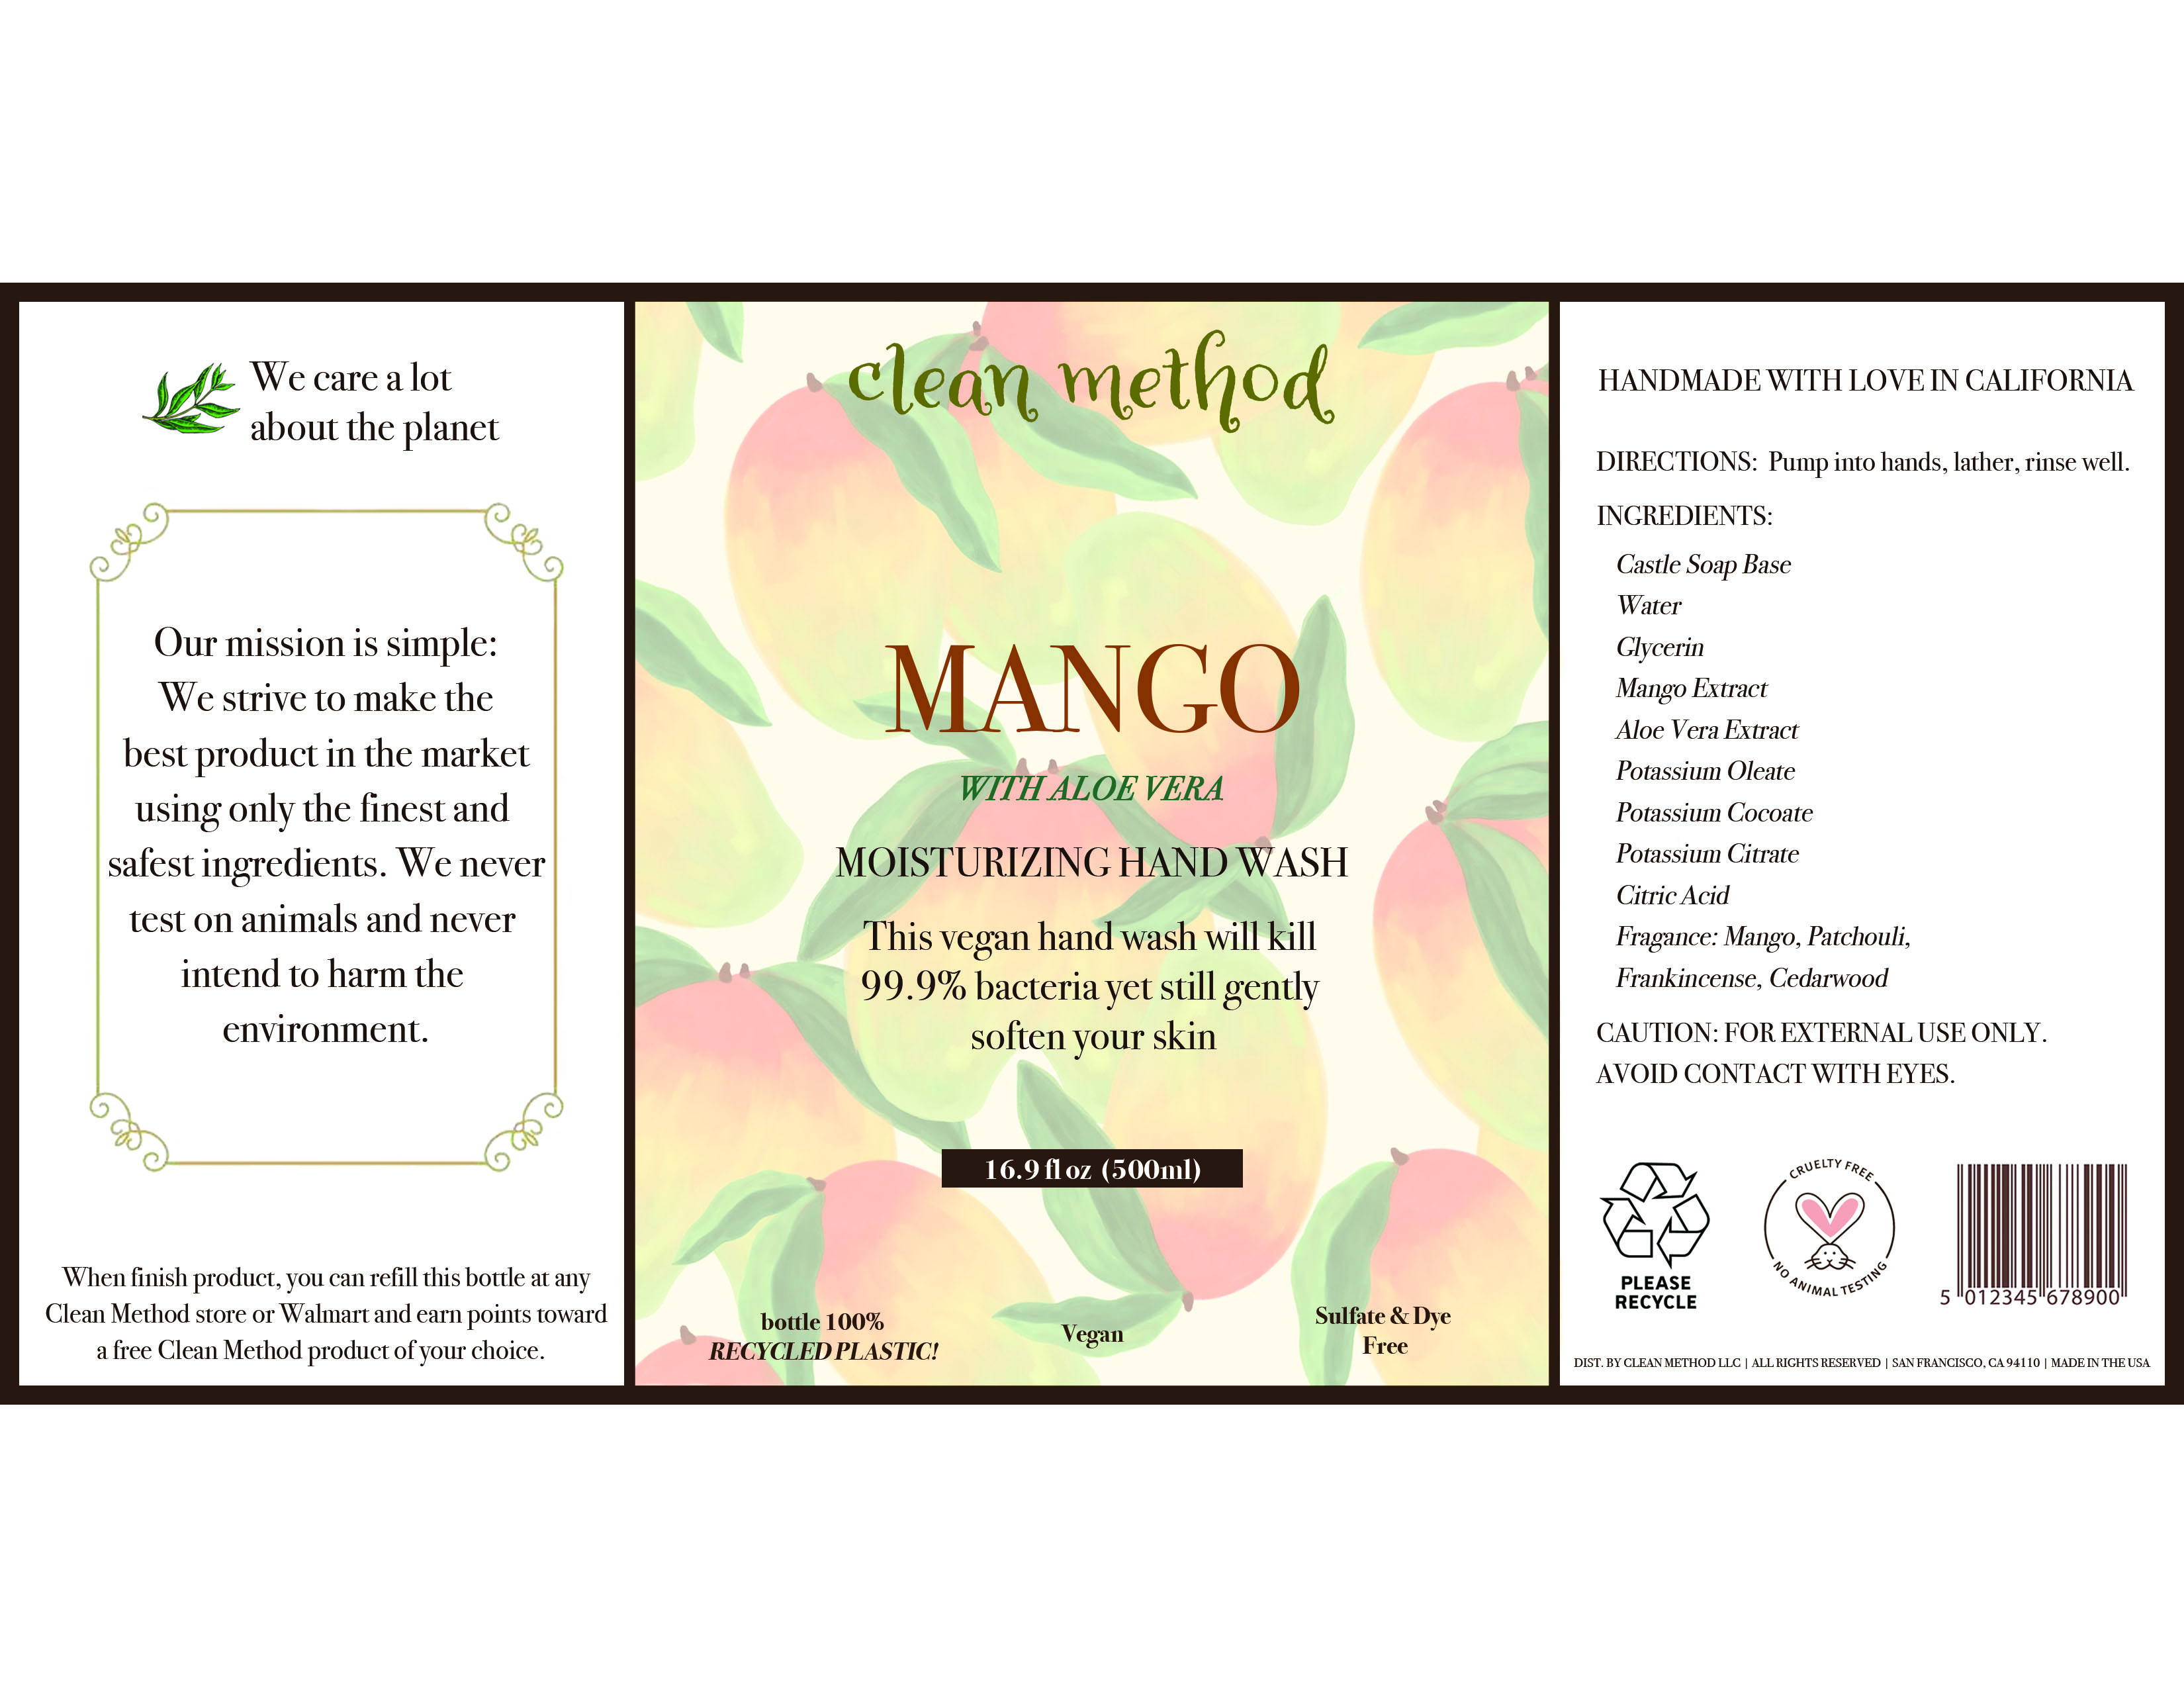 We care a lot
about the planet
Our mission is simple:
We strive to make the
best product in the market
using only the finest and
safest ingredients. We never
test on animals and never
intend to harm the
environment.
When finish product, you can refill this bottle at any
Clean Method store or Walmart and earn points toward
a free Clean Method product of your choice.
clean method
MANGO
WITH ALOE VERA
MOISTURIZING HAND WASH
This vegan hand wash will kill
99.9% bacteria yet still gently
soften your skin
16.9 fl oz (500ml)
bottle 100%
RECYCLED PLASTIC!
Vegan
Sulfate & Dye
Free
HANDMADE WITH LOVE IN CALIFORNIA
DIRECTIONS: Pump into hands, lather, rinse well.
INGREDIENTS:
Castle Soap Base
Water
Glycerin
Mango Extract
Aloe Vera Extract
Potassium Oleate
Potassium Cocoate
Potassium Citrate
Citric Acid
Fragance: Mango, Patchouli,
Frankincense, Cedarwood
CAUTION: FOR EXTERNAL USE ONLY.
AVOID CONTACT WITH EYES.
PLEASE
RECYCLE
CRUELTY FREE
NO ANIMAL TESTING
5 012345 678900
DIST. BY CLEAN METHOD LLC | ALL RIGHTS RESERVED | SAN FRANCISCO, CA 94110 | MADE IN THE USA